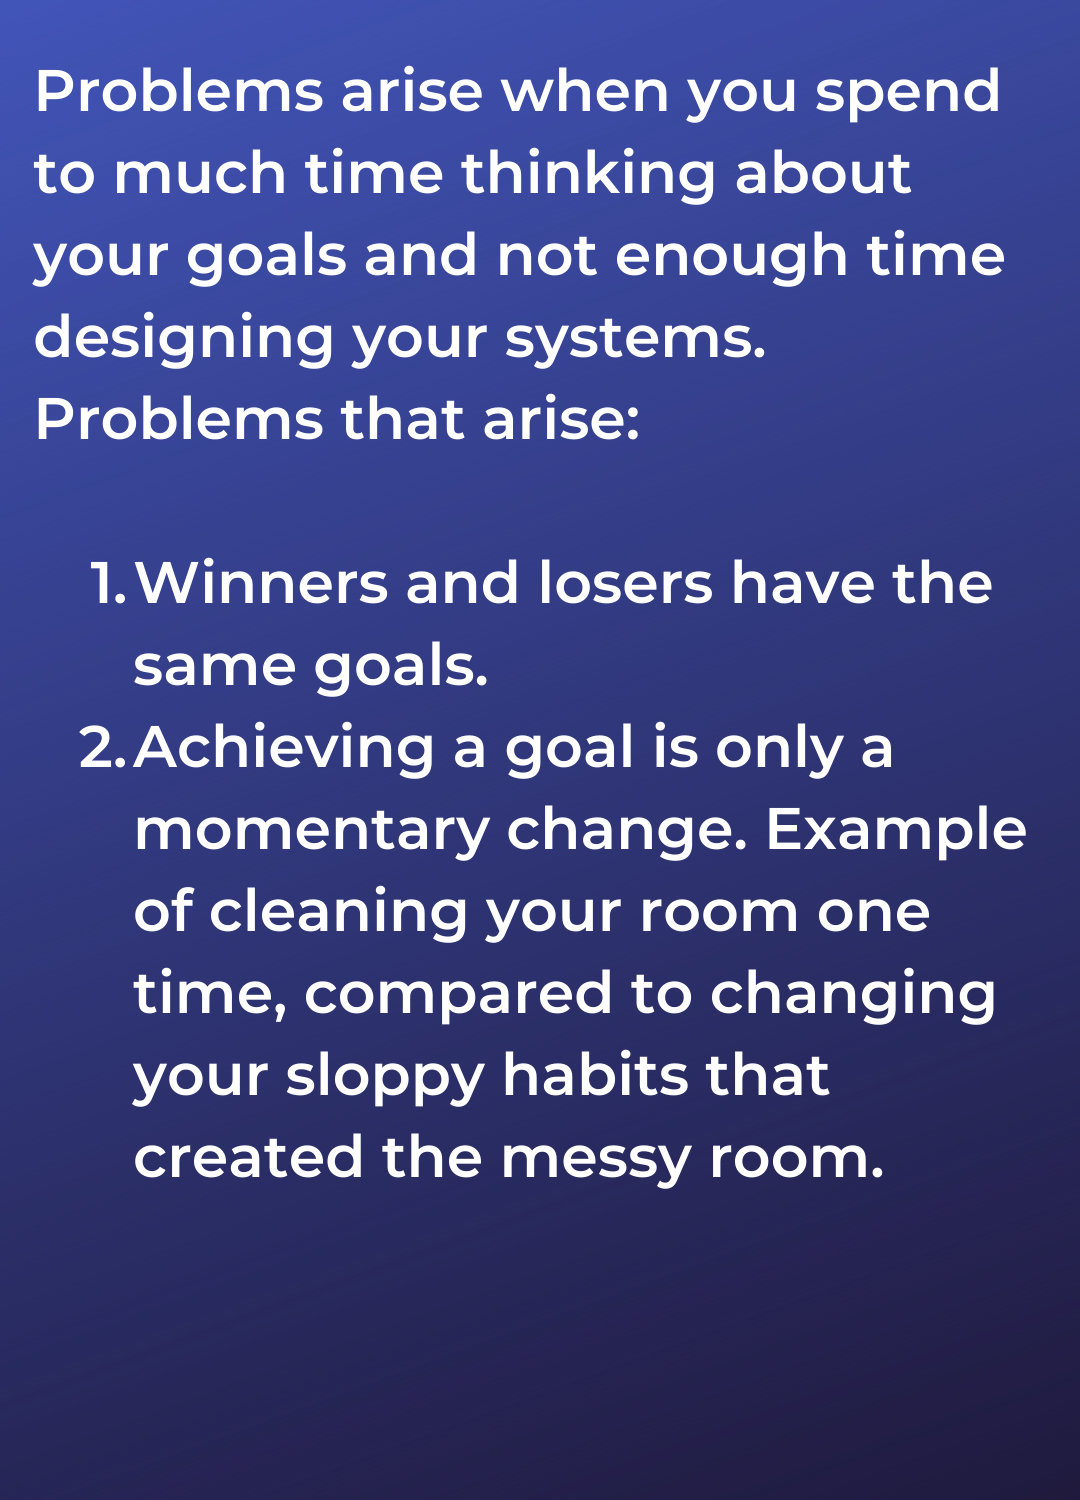 Problems arise when you spend
to much time thinking about
your goals and not enough time
designing your systems.
Problems that arise:
1. Winners and losers have the
same goals.
2. Achieving a goal is only a
momentary change. Example
of cleaning your room one
time, compared to changing
your sloppy habits that
created the messy room.